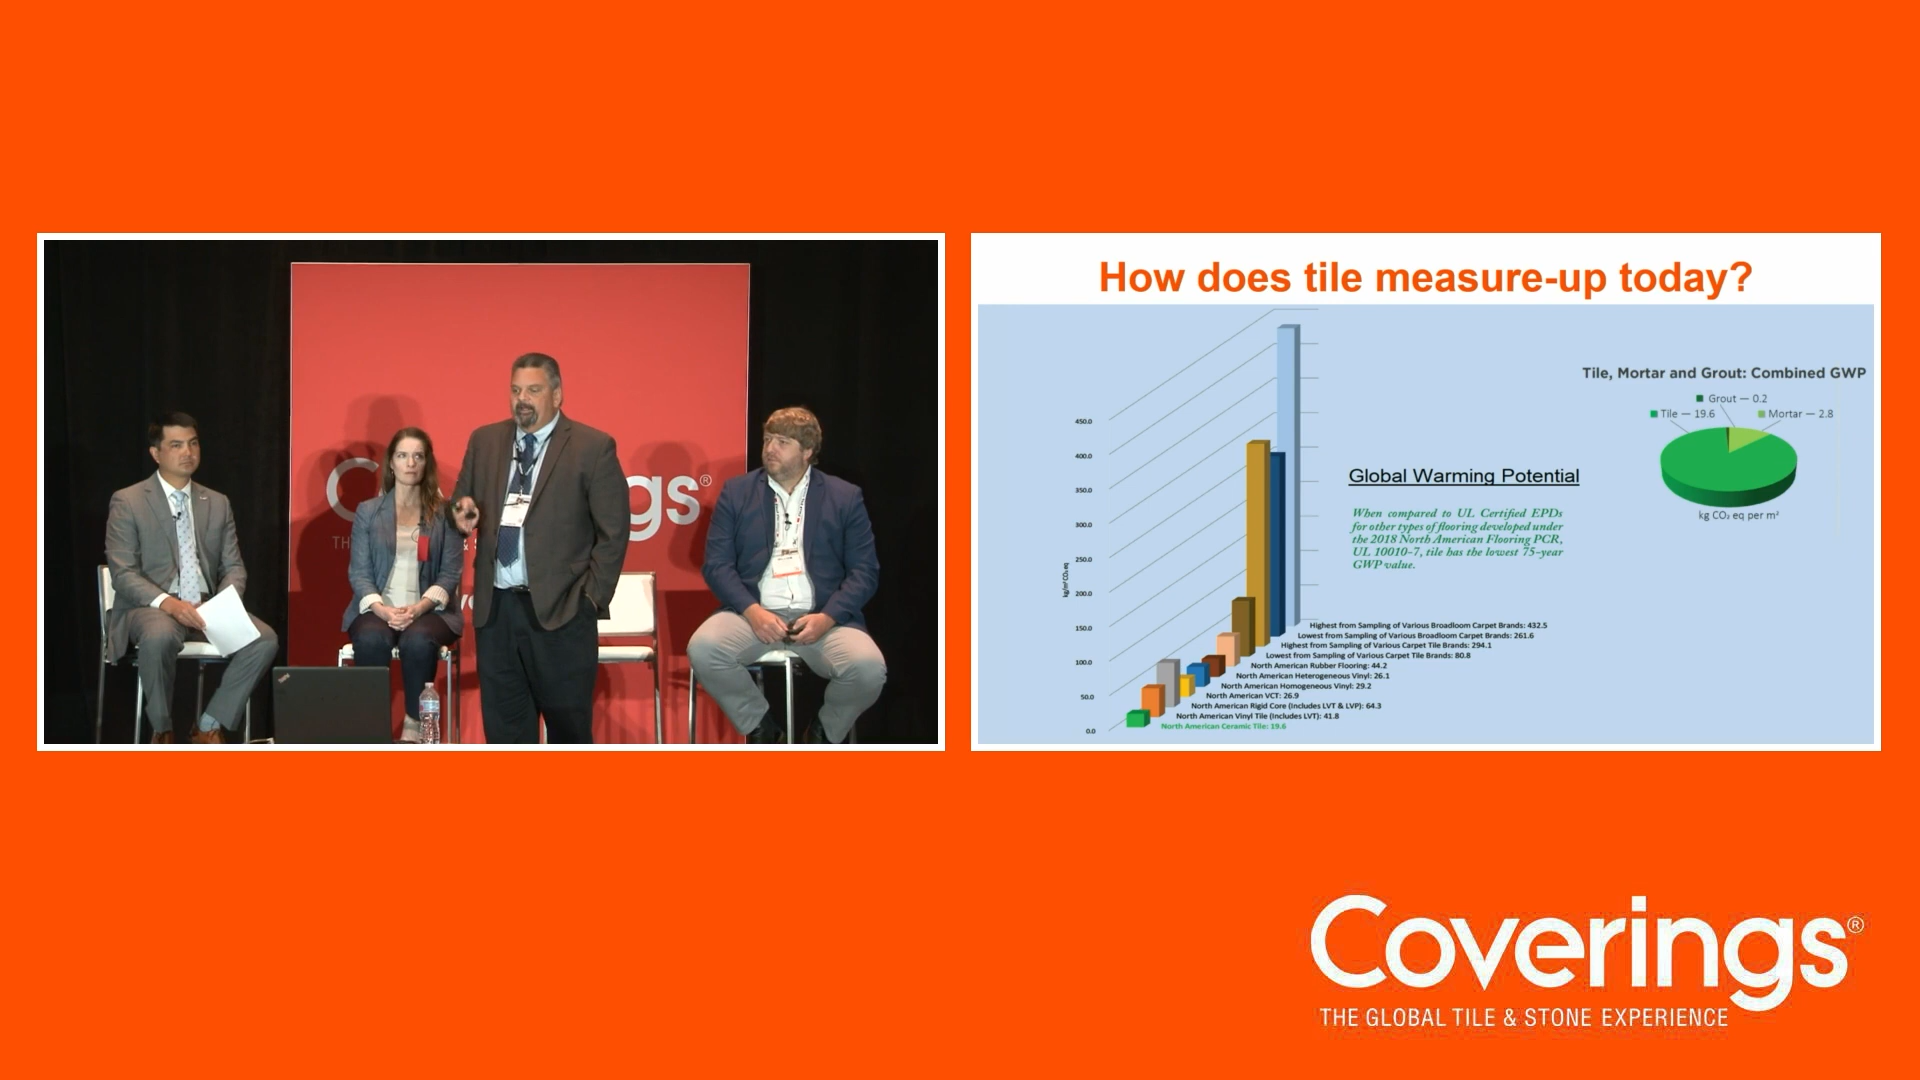 C
gs®
TH
How does tile measure-up today?
450.0
400.0
350.0
300.0
250.0
200.0
150.0
100.0
50.0
0.0
kg/m² CO₂ eq
Highest from Sampling of Various Broadloom Carpet Brands: 432.5
Lowest from Sampling of Various Broadloom Carpet Brands: 261.6
Highest from Sampling of Various Carpet Tile Brands: 294.1
Lowest from Sampling of Various Carpet Tile Brands: 80.8
North American Rubber Flooring: 44.2
North American Heterogeneous Vinyl: 26.1
North American Homogeneous Vinyl: 29.2
North American VCT: 26.9
North American Rigid Core (Includes LVT & LVP): 64.3
North American Vinyl Tile (Includes LVT): 41.8
North American Ceramic Tile: 19.6
Global Warming Potential
When compared to UL Certified EPDs
for other types of flooring developed under
the 2018 North American Flooring PCR,
UL 10010-7, tile has the lowest 75-year
GWP value.
Tile, Mortar and Grout: Combined GWP
Grout — 0.2
Tile — 19.6
Mortar — 2.8
kg CO₂ eq per m²
Coverings®
THE GLOBAL TILE & STONE EXPERIENCE